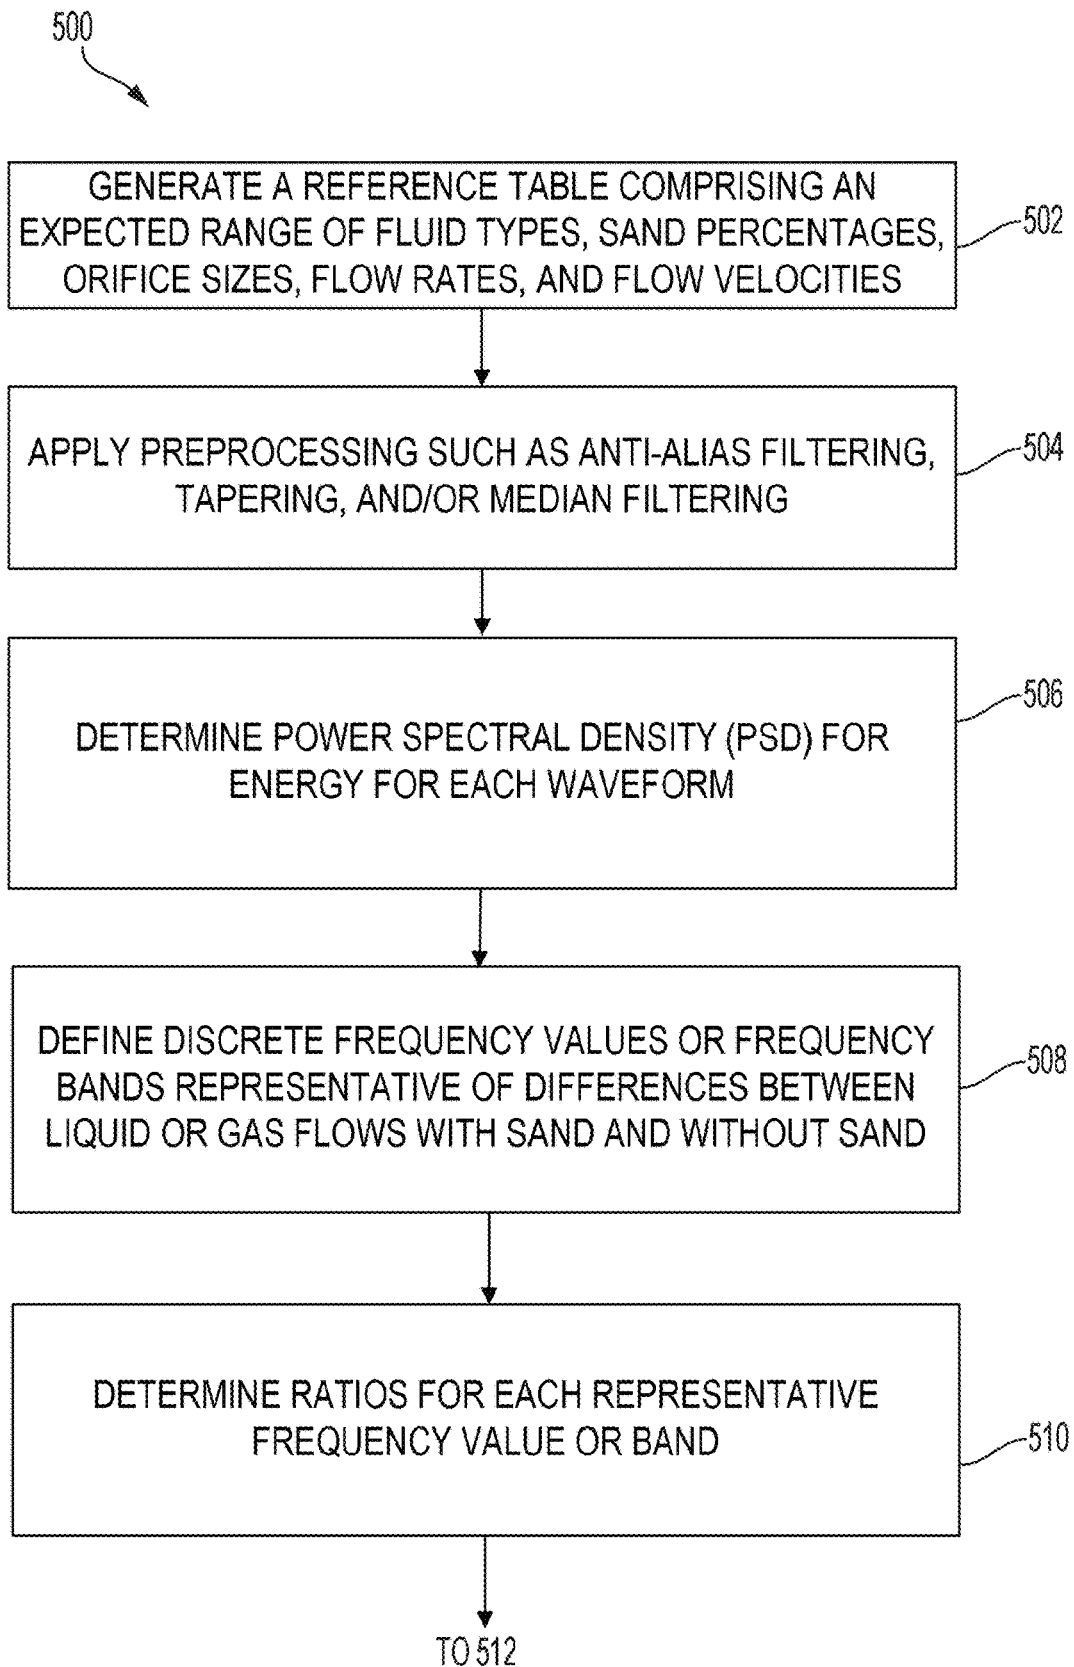 500
GENERATE A REFERENCE TABLE COMPRISING AN
EXPECTED RANGE OF FLUID TYPES, SAND PERCENTAGES,
ORIFICE SIZES, FLOW RATES, AND FLOW VELOCITIES
502
APPLY PREPROCESSING SUCH AS ANTI-ALIAS FILTERING,
TAPERING, AND/OR MEDIAN FILTERING
504
DETERMINE POWER SPECTRAL DENSITY (PSD) FOR
ENERGY FOR EACH WAVEFORM
506
DEFINE DISCRETE FREQUENCY VALUES OR FREQUENCY
BANDS REPRESENTATIVE OF DIFFERENCES BETWEEN
LIQUID OR GAS FLOWS WITH SAND AND WITHOUT SAND
508
DETERMINE RATIOS FOR EACH REPRESENTATIVE
FREQUENCY VALUE OR BAND
510
TO 512